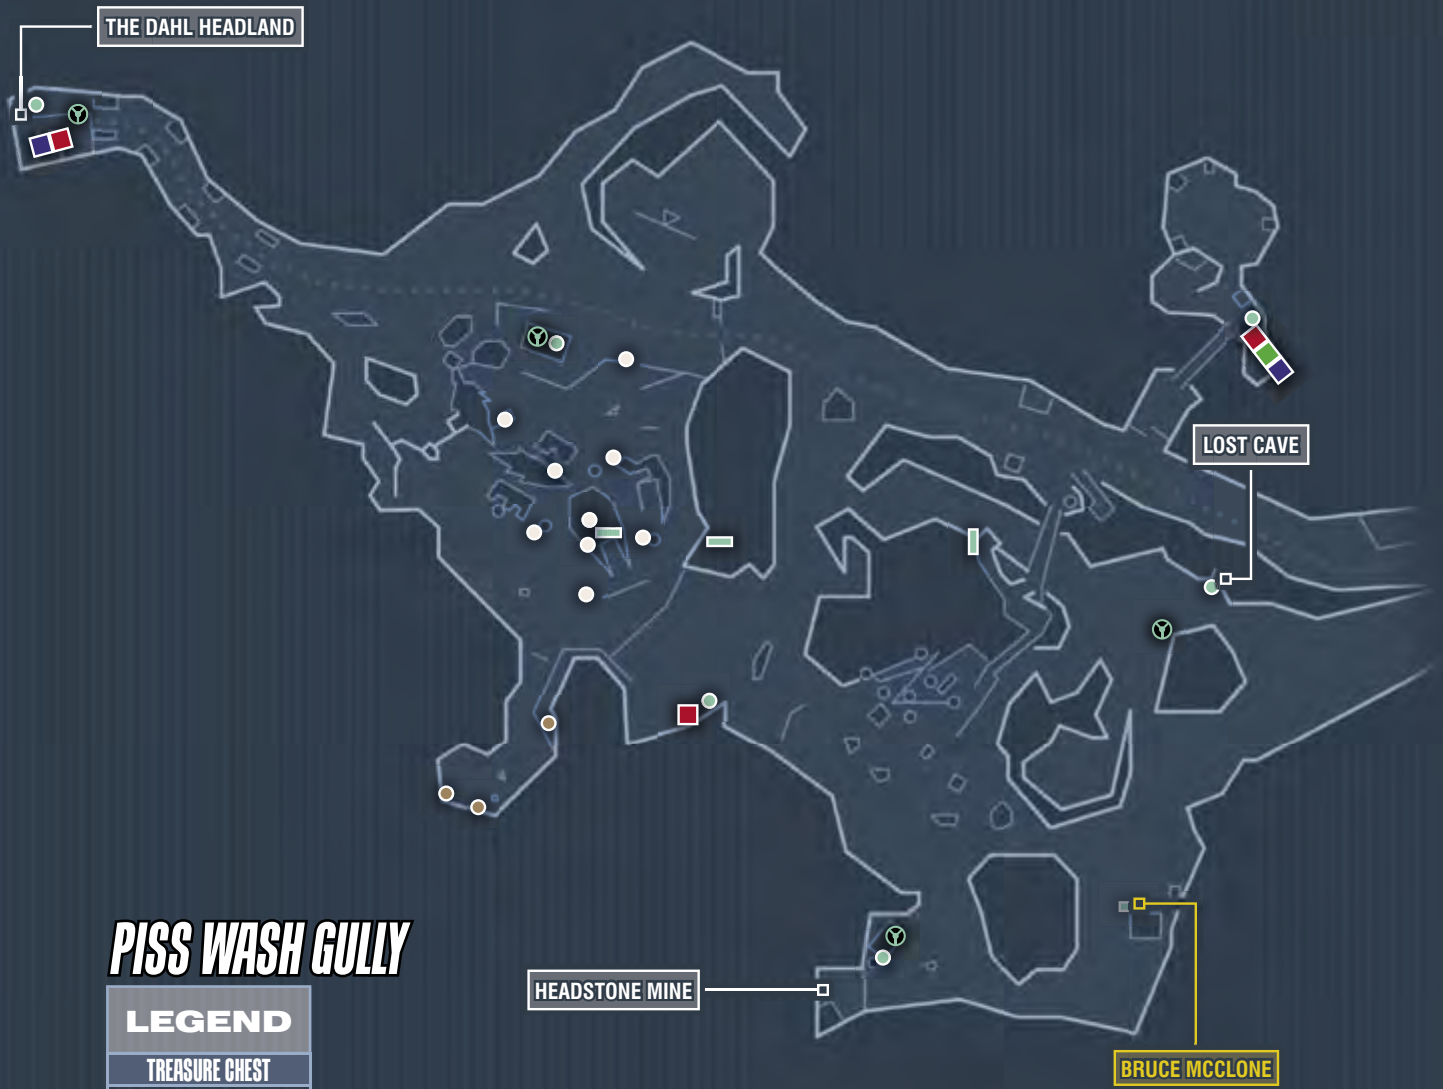 THE DAHL HEADLAND
LOST CAVE
PISS WASH GULLY
LEGEND
TREASURE CHEST
HEADSTONE MINE
BRUCE MCCLONE